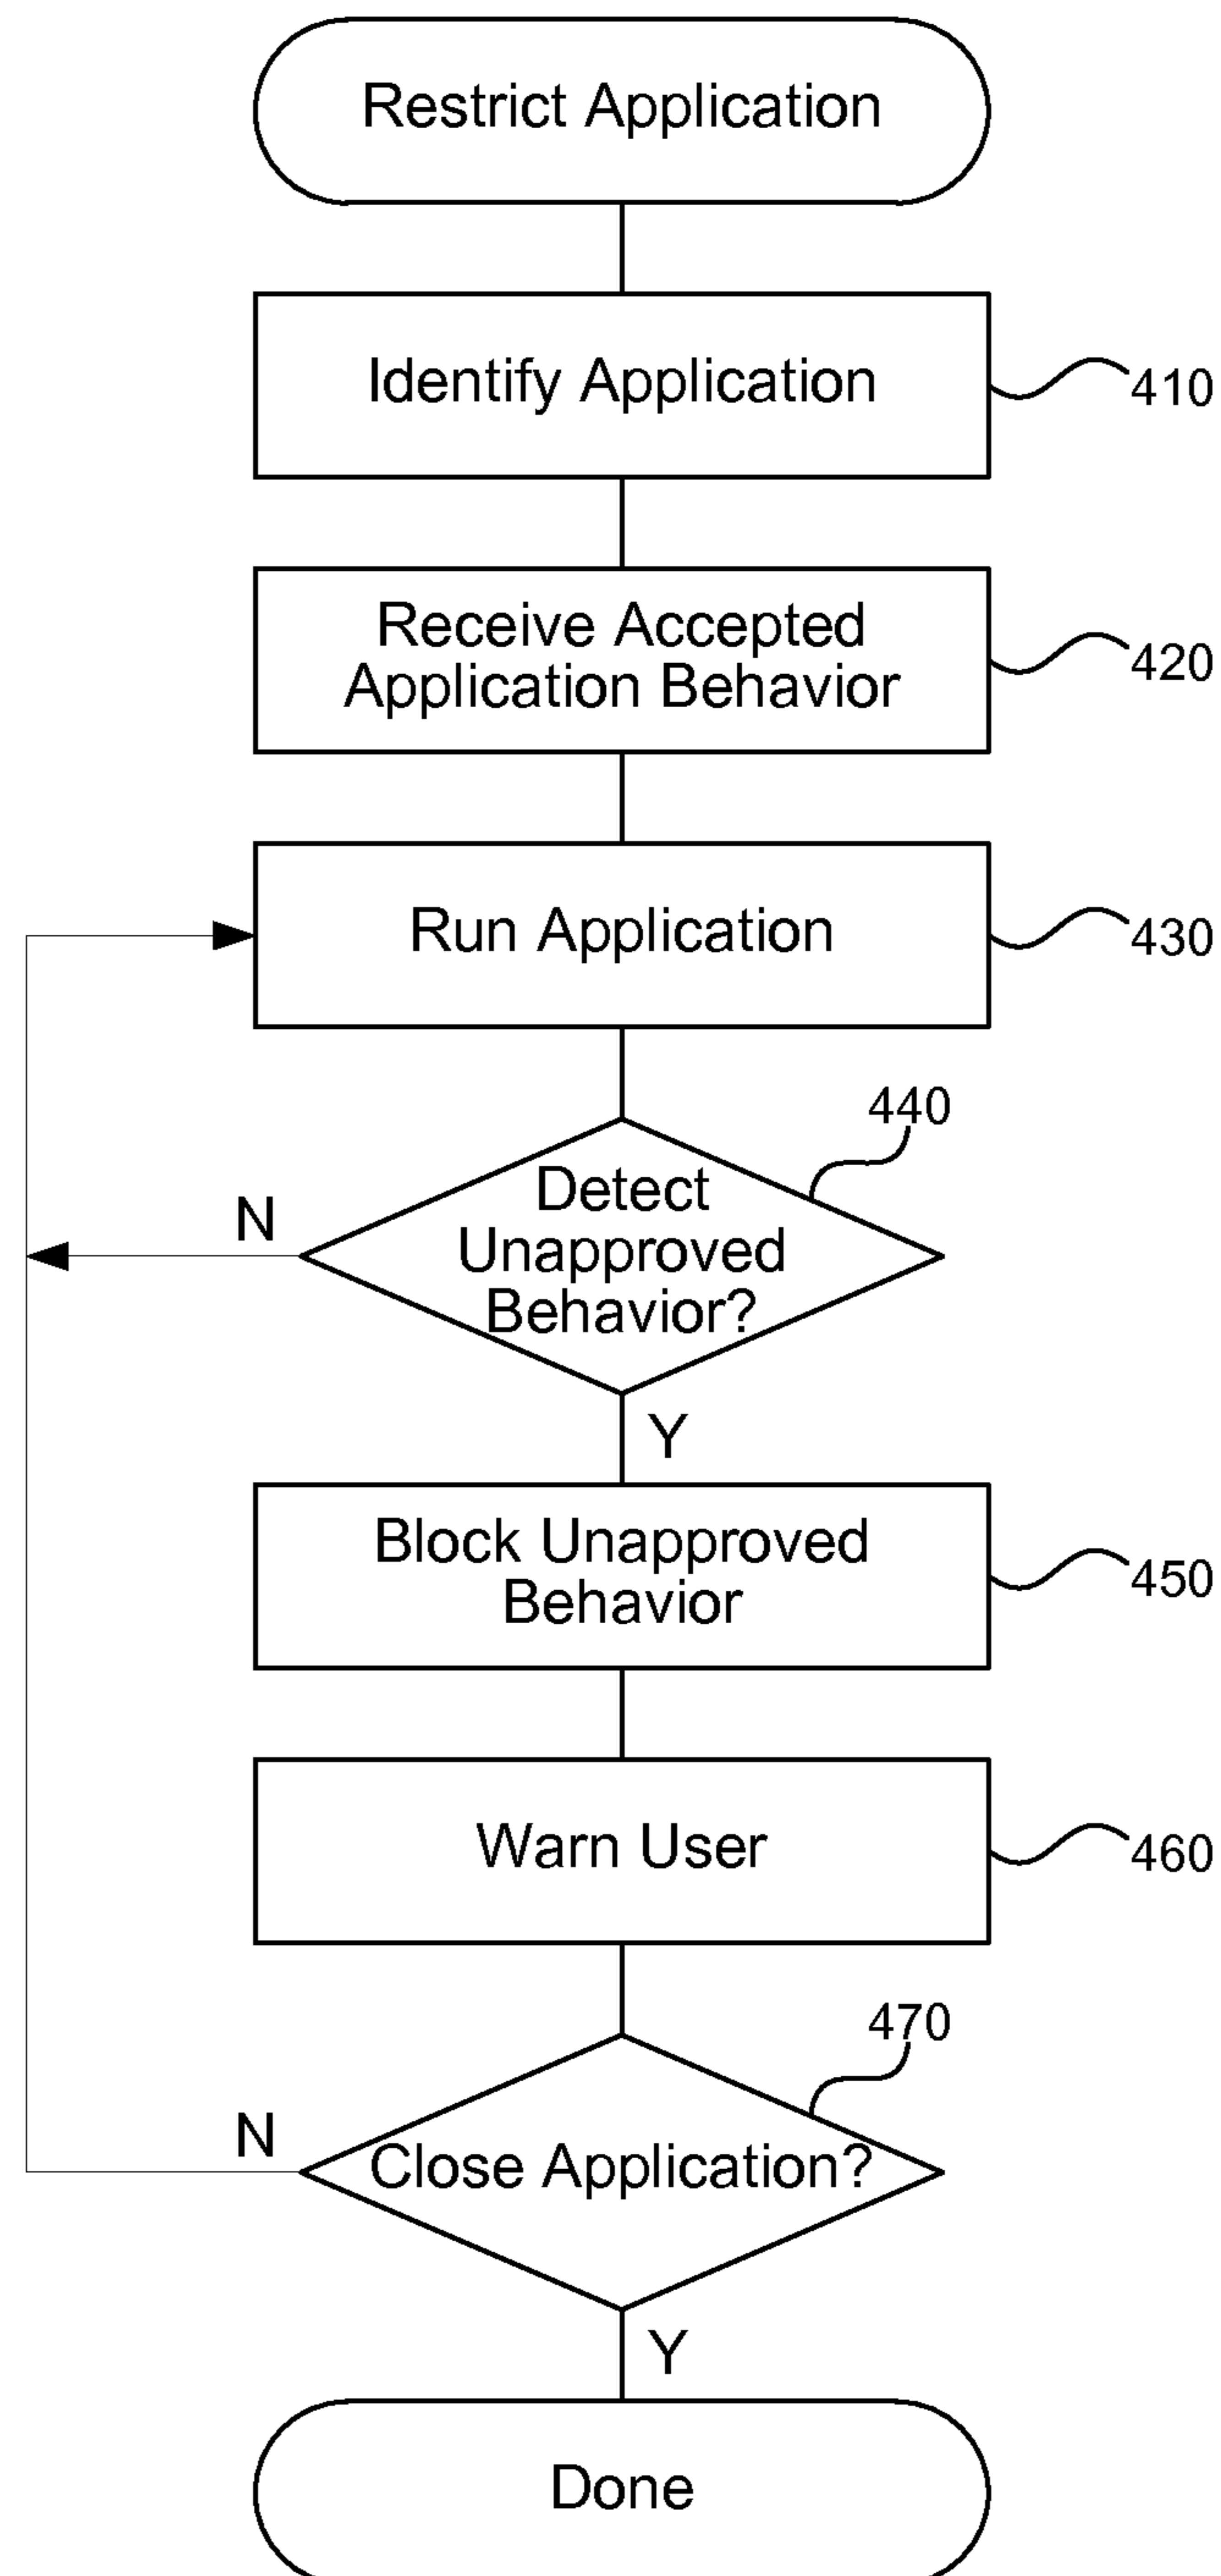 Restrict Application
Identify Application
410
Receive Accepted
Application Behavior
420
Run Application
430
440
Detect
Unapproved
Behavior?
N
Y
Block Unapproved
Behavior
450
Warn User
460
470
Close Application?
N
Y
Done